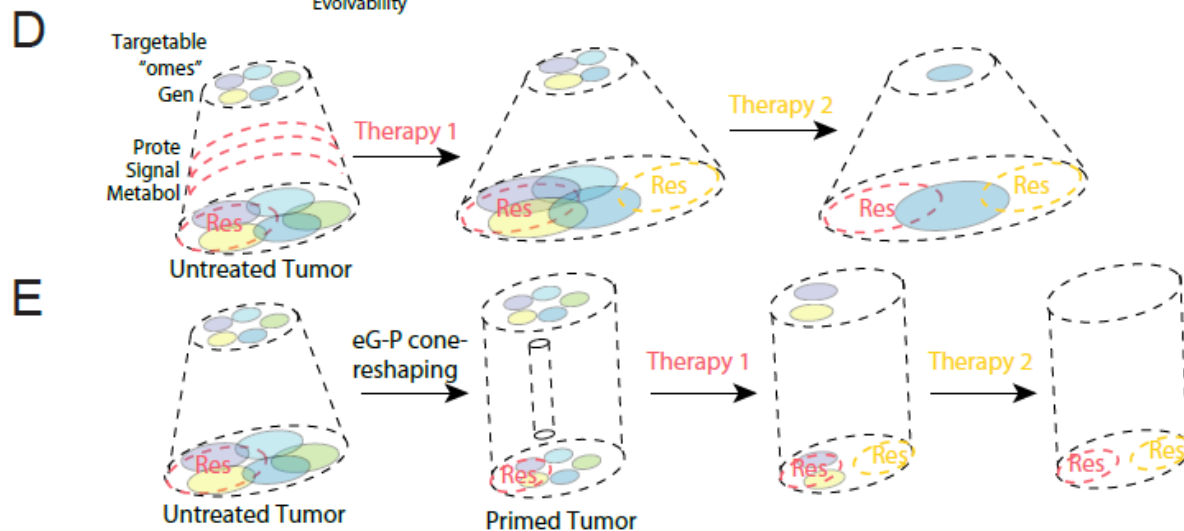 Evolvability
D
Targetable
"omes"
Gen
Prote
Signal
Metabol
Res
Untreated Tumor
Therapy 1
Res
Res
Therapy 2
Res
Res
E
Res
Untreated Tumor
eG-P cone-
reshaping
Res
Primed Tumor
Therapy 1
Res
Res
Therapy 2
Res
Res